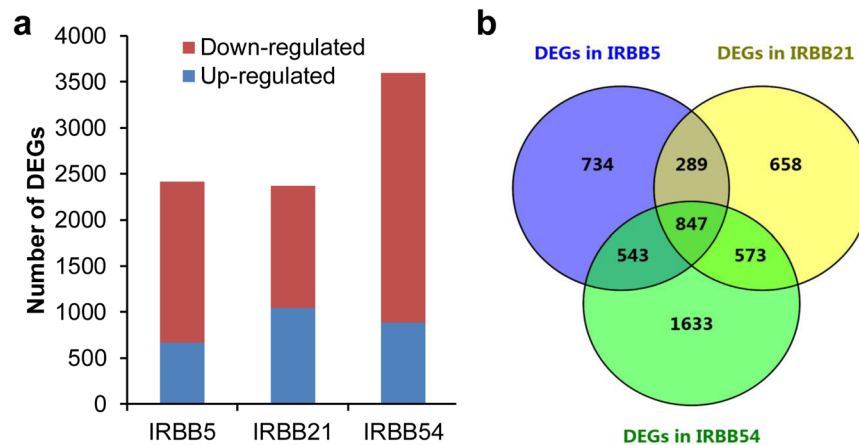 a
Number of DEGs
4000
3500
3000
2500
2000
1500
1000
500
0
Down-regulated
Up-regulated
IRBB5 IRBB21 IRBB54
b
DEGs in IRBB5 DEGs in IRBB21
734 289 658
847
543 573
1633
DEGs in IRBB54